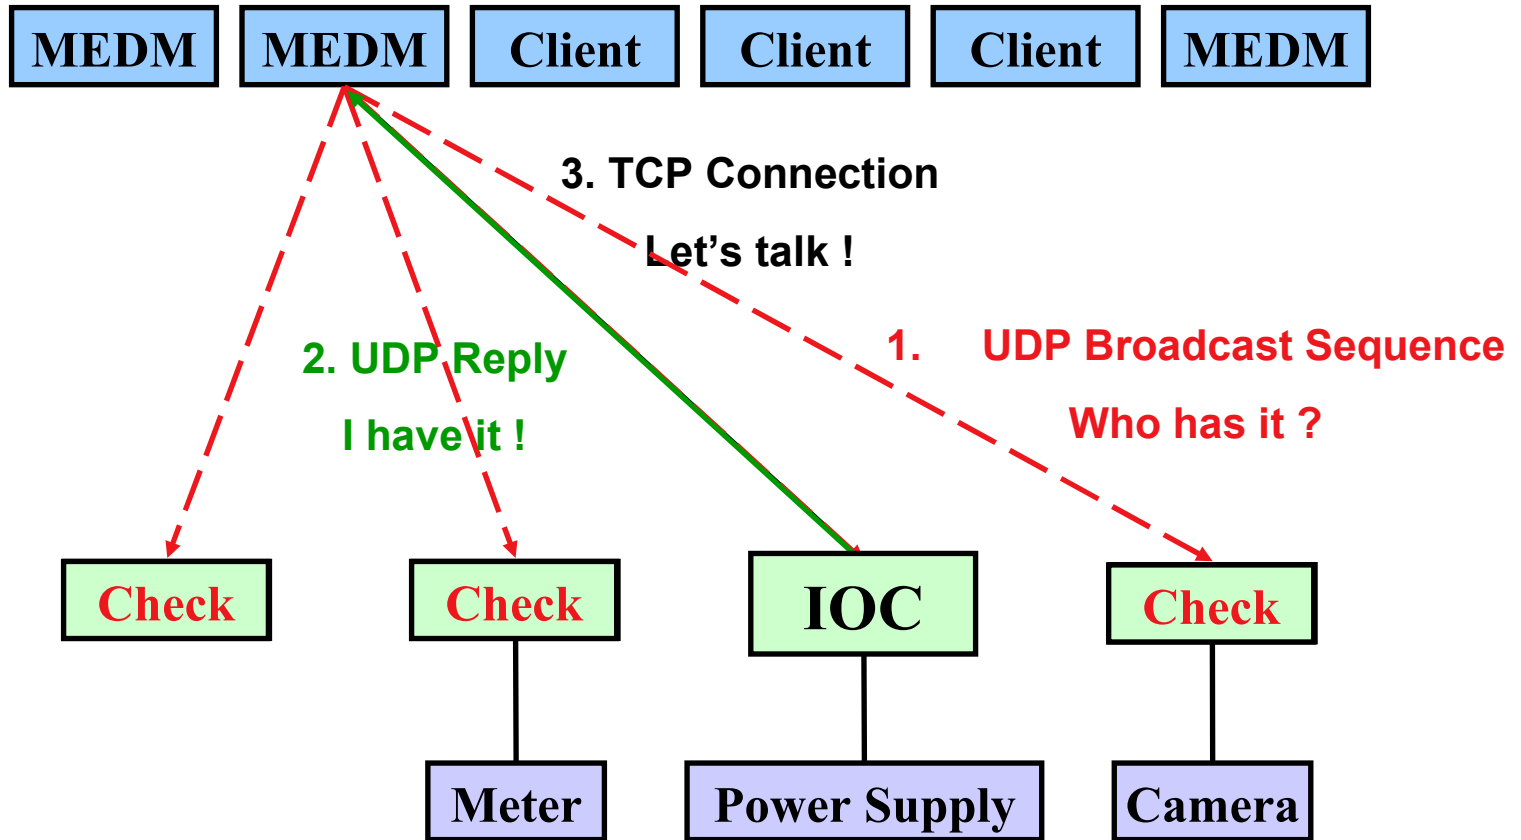 MEDM MEDM Client Client Client MEDM
3. TCP Connection
Let’s talk !
1. UDP Broadcast Sequence
Who has it ?
2. UDP Reply
I have it !
Check Check IOC Check
Meter Power Supply Camera